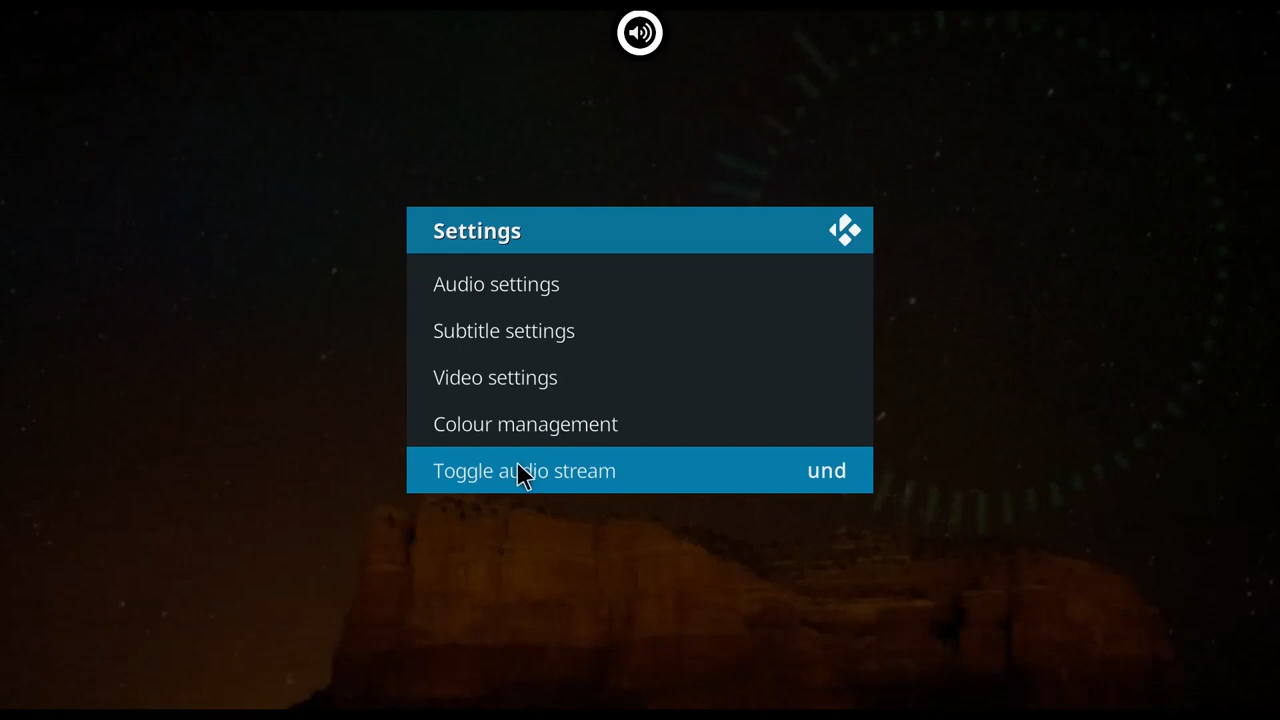 Settings
Audio settings
Subtitle settings
Video settings
Colour management
Toggle audio stream und